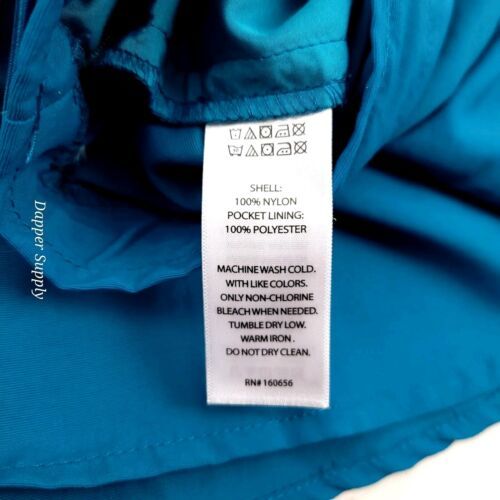 SHELL:
100% NYLON
POCKET LINING:
100% POLYESTER
MACHINE WASH COLD.
WITH LIKE COLORS.
ONLY NON-CHLORINE
BLEACH WHEN NEEDED.
TUMBLE DRY LOW.
WARM IRON .
DO NOT DRY CLEAN.
RN# 160656
Dapper Supply